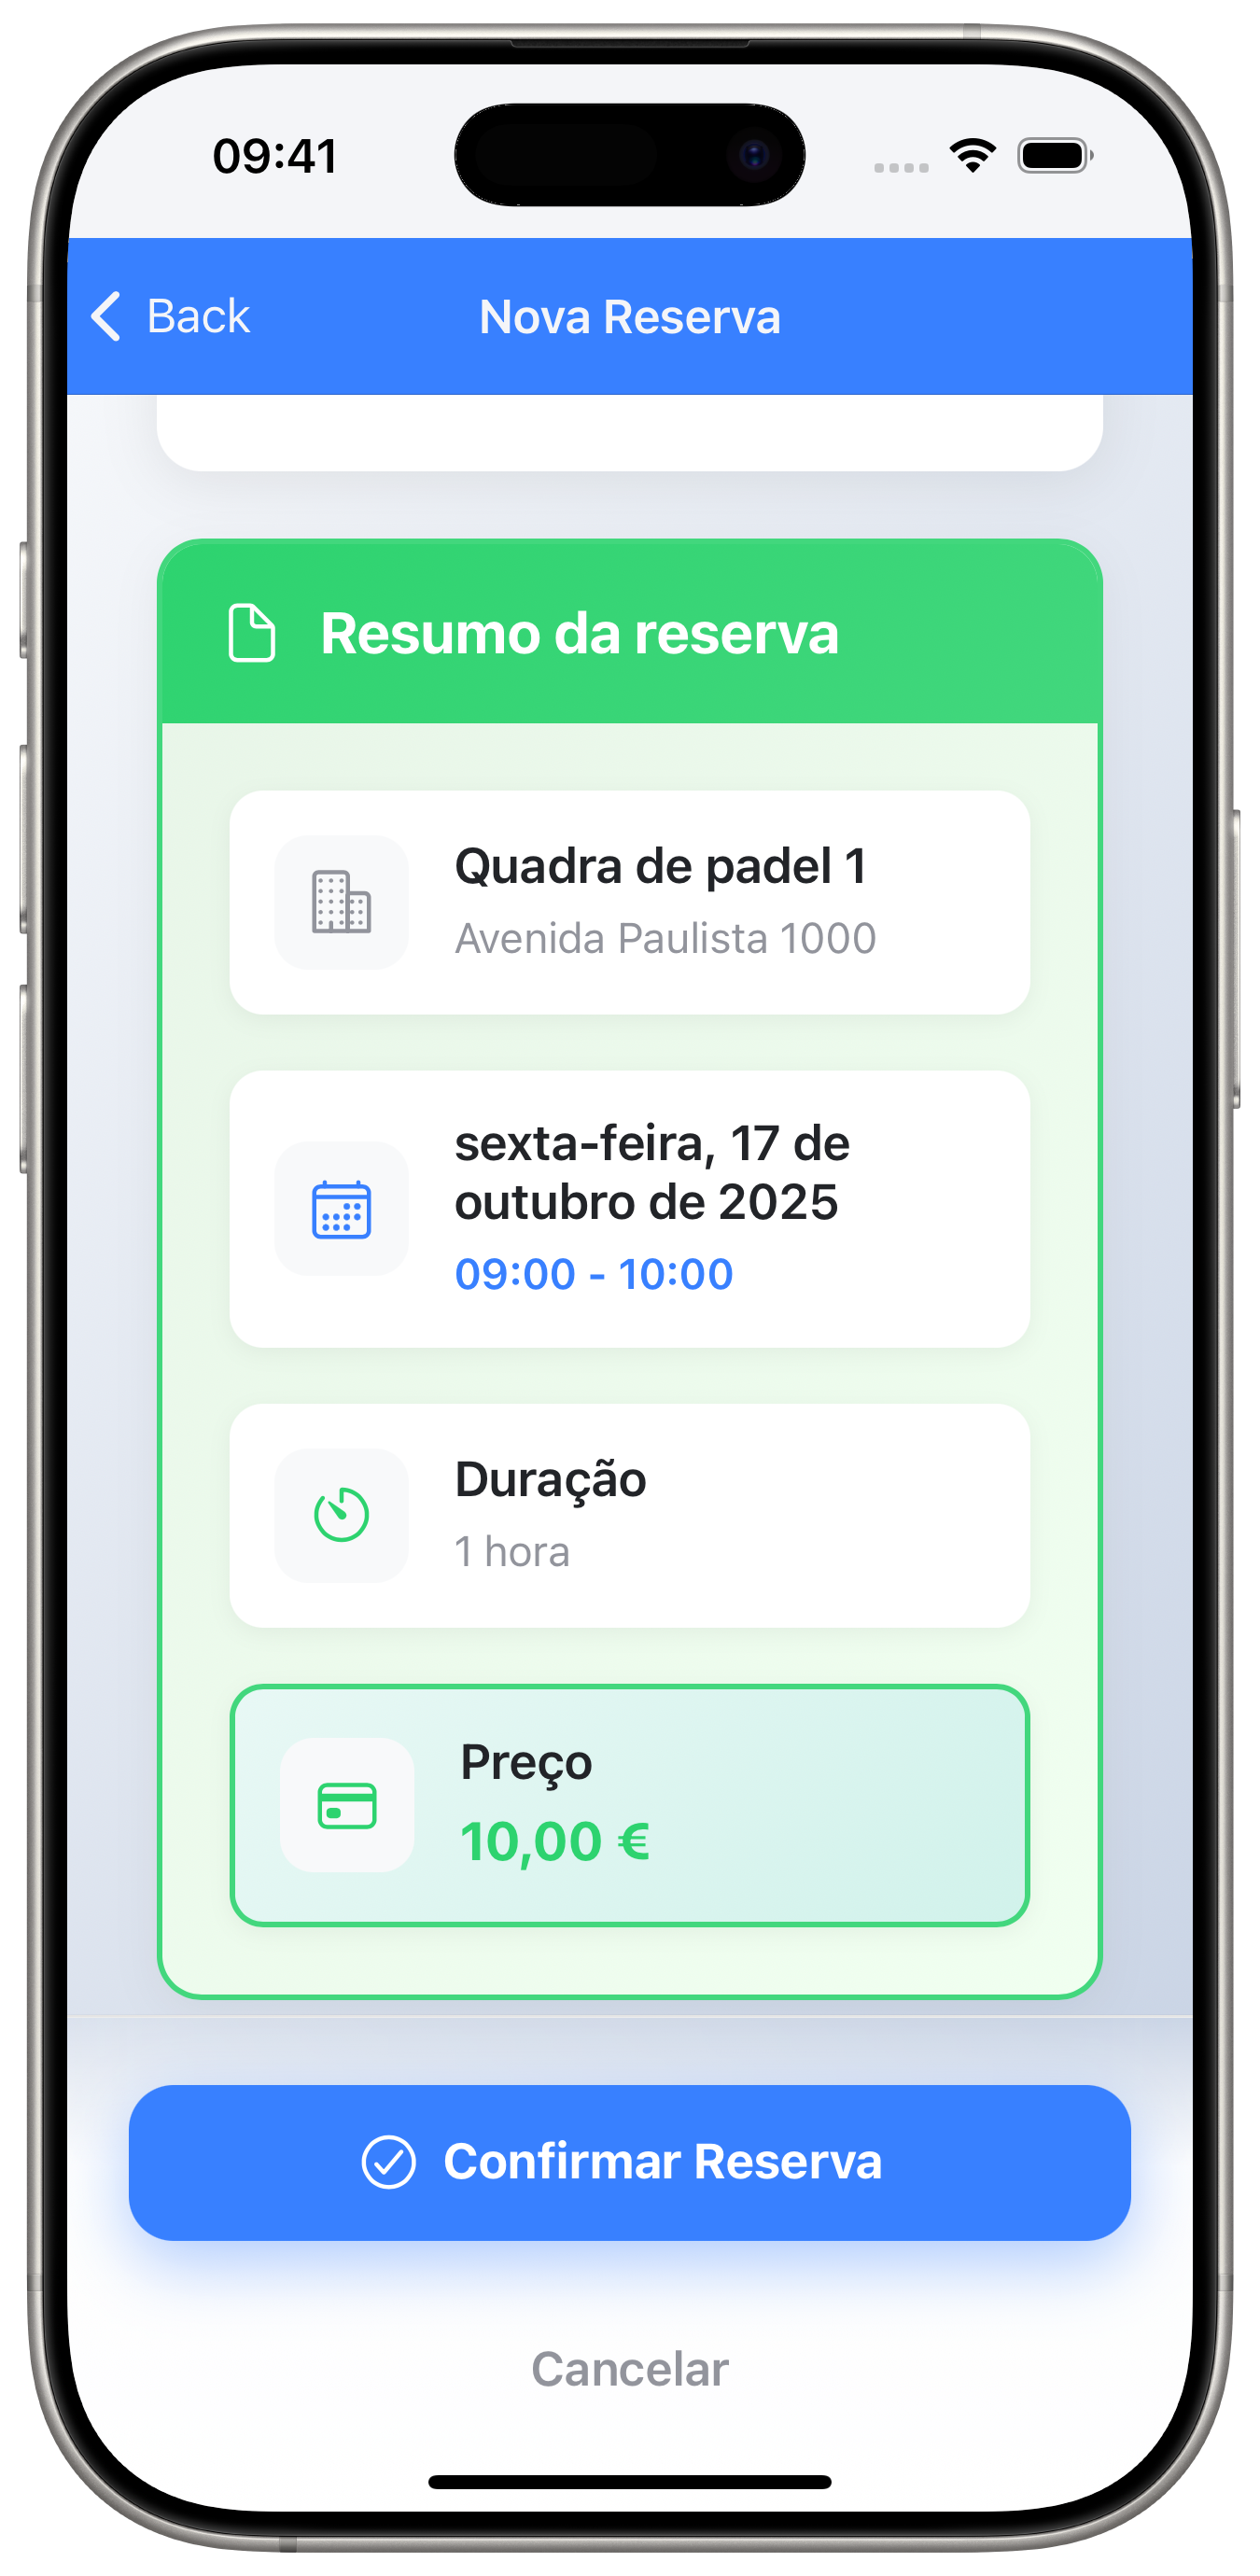 09:41
Back
Nova Reserva
Resumo da reserva
Quadra de padel 1
Avenida Paulista 1000
sexta-feira, 17 de
outubro de 2025
09:00 - 10:00
Duração
1 hora
Preço
10,00 €
Confirmar Reserva
Cancelar